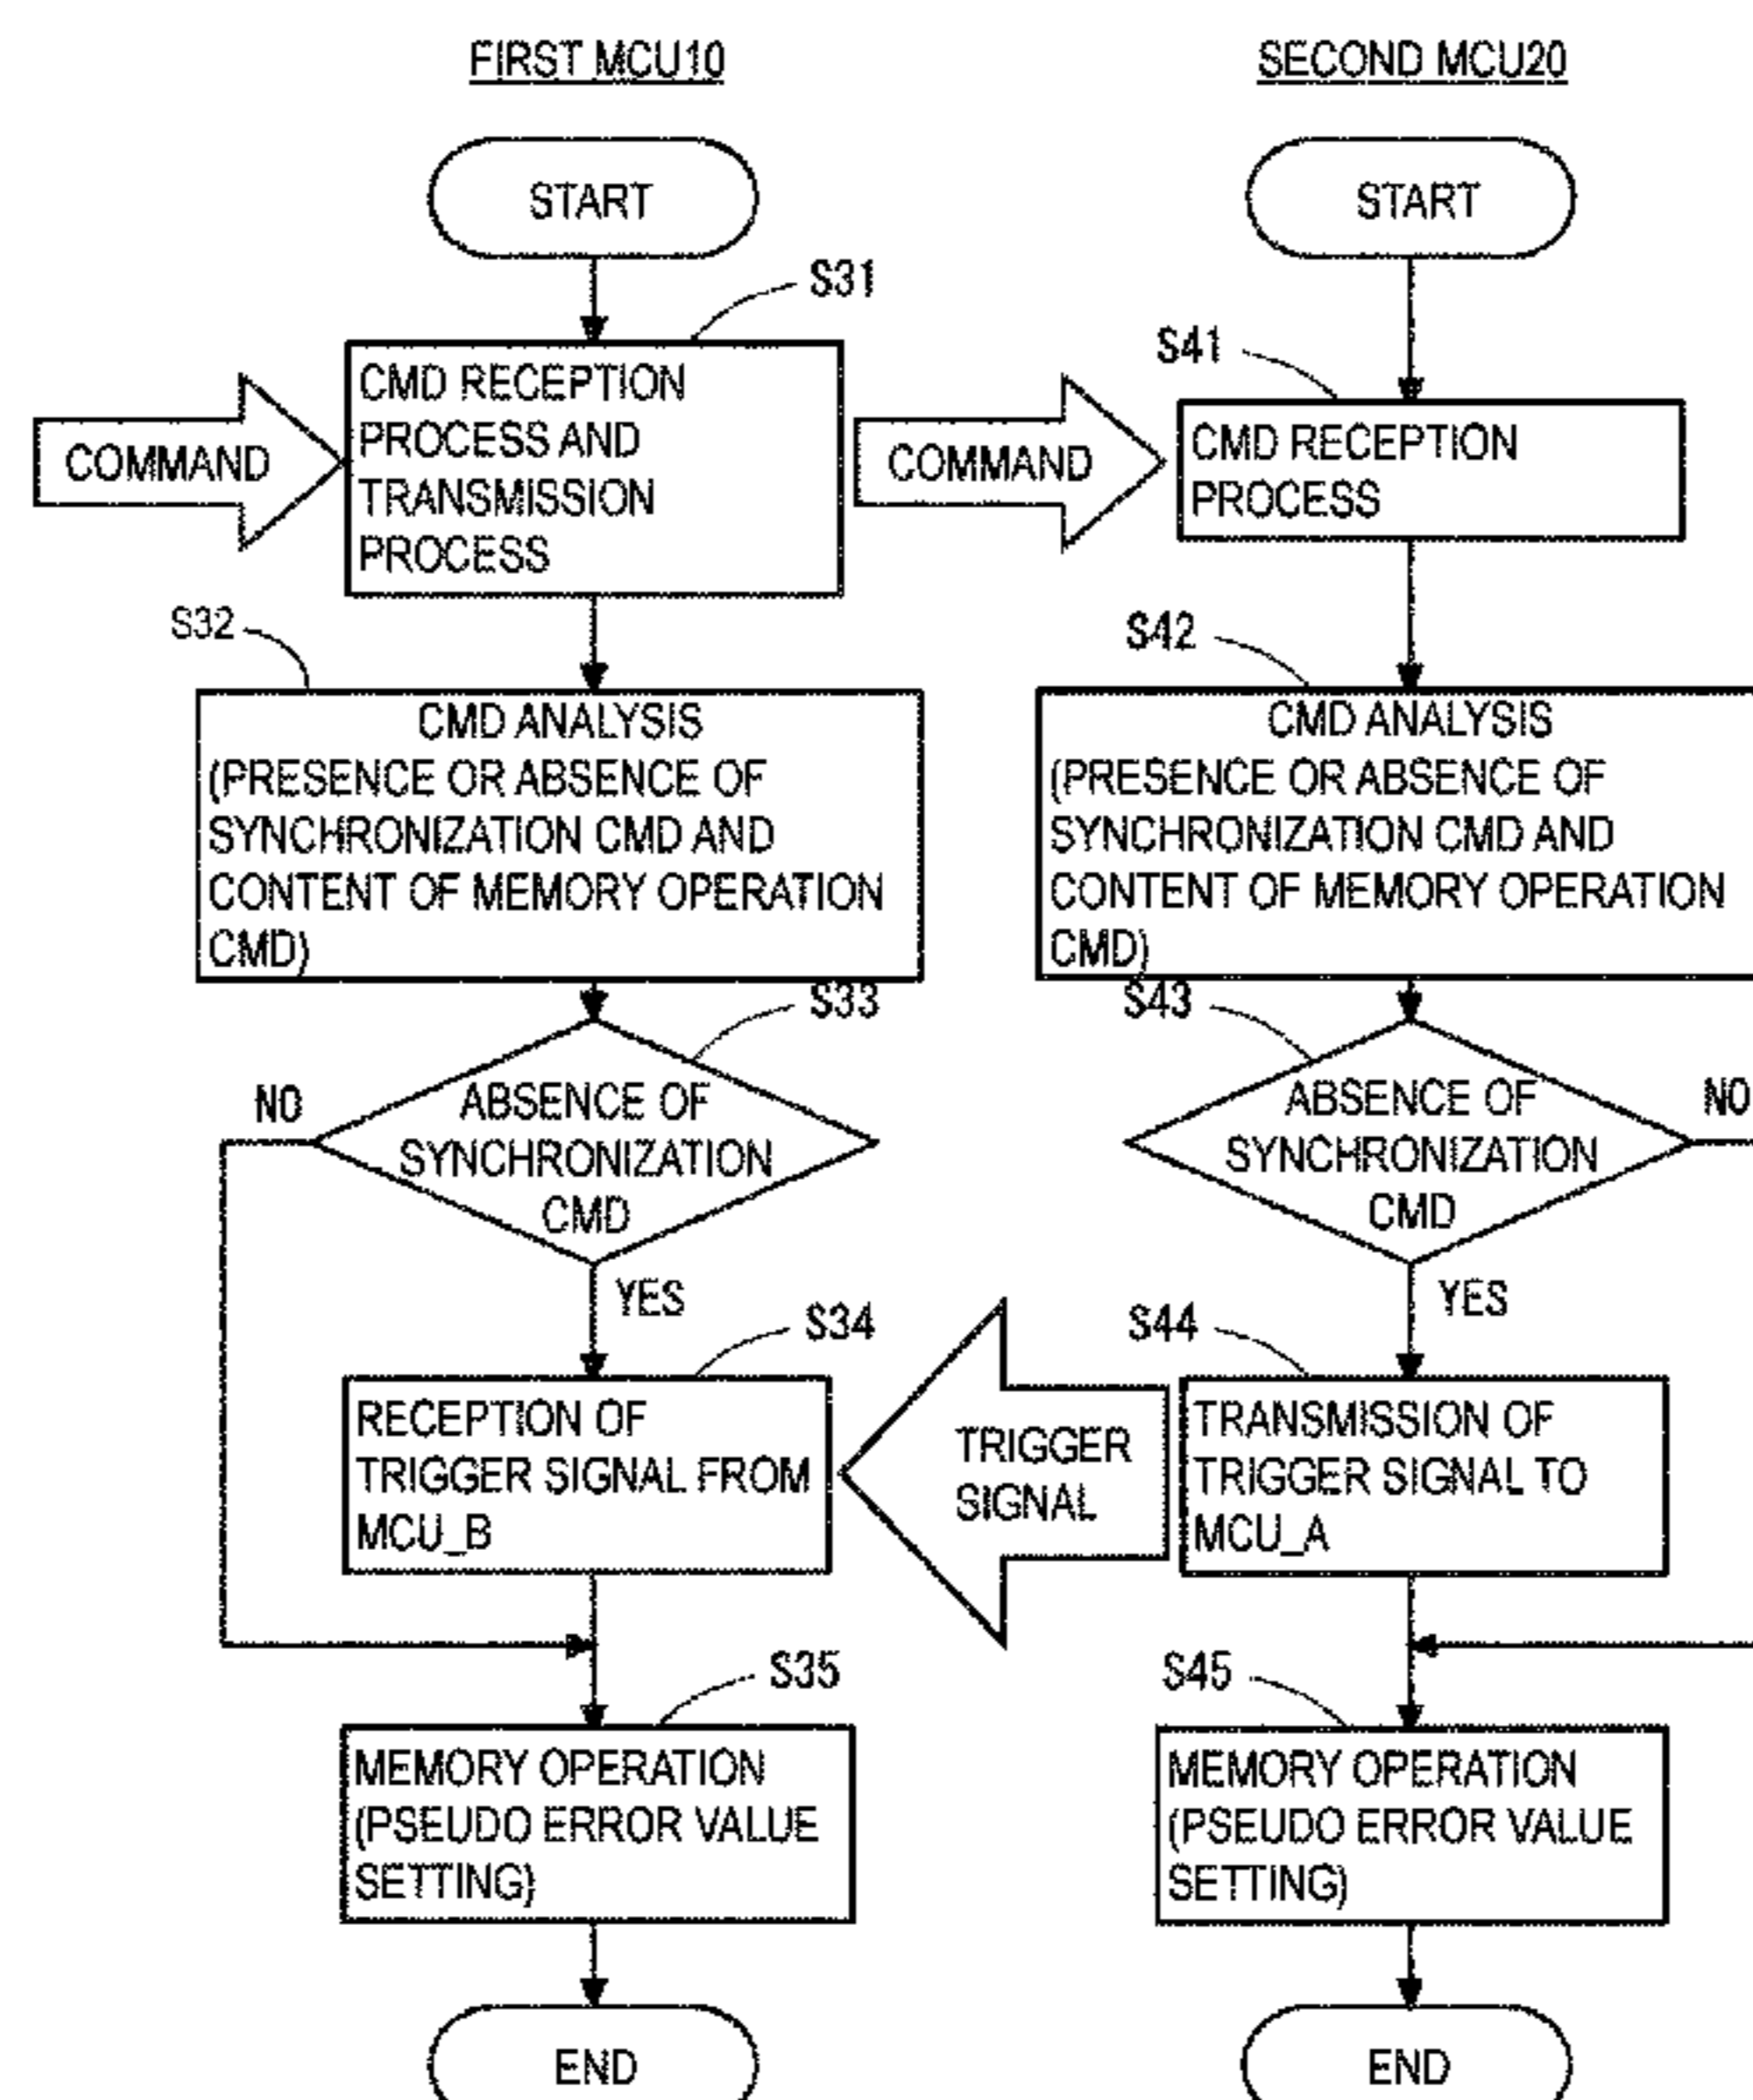 FIRST MCU10
START
S31
COMMAND
CMD RECEPTION
PROCESS AND
TRANSMISSION
PROCESS
S32
CMD ANALYSIS
(PRESENCE OR ABSENCE OF
SYNCHRONIZATION CMD AND
CONTENT OF MEMORY OPERATION
CMD)
S33
ABSENCE OF
SYNCHRONIZATION
CMD
NO
YES
S34
RECEPTION OF
TRIGGER SIGNAL FROM
MCU_B
S35
MEMORY OPERATION
(PSEUDO ERROR VALUE
SETTING)
END
SECOND MCU20
START
S41
COMMAND
CMD RECEPTION
PROCESS
S42
CMD ANALYSIS
(PRESENCE OR ABSENCE OF
SYNCHRONIZATION CMD AND
CONTENT OF MEMORY OPERATION
CMD)
S43
ABSENCE OF
SYNCHRONIZATION
CMD
NO
YES
S44
TRIGGER
SIGNAL
TRANSMISSION OF
TRIGGER SIGNAL TO
MCU_A
S45
MEMORY OPERATION
(PSEUDO ERROR VALUE
SETTING)
END